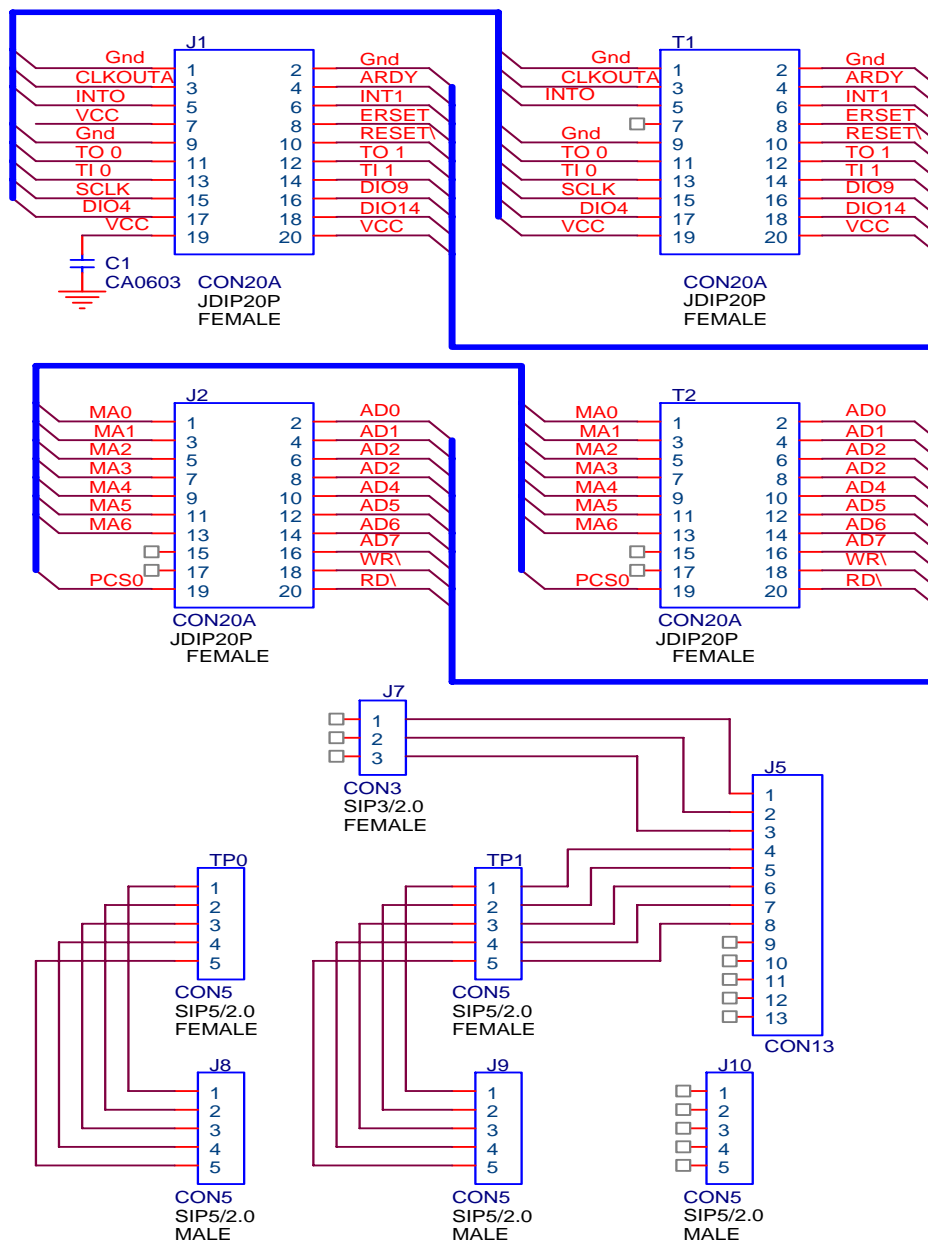 J1
Gnd 1 2 Gnd
CLKOUTA 3 4 ARDY
INTO 5 6 INT1
VCC 7 8 ERSET
Gnd 9 10 RESET\
TO 0 11 12 TO 1
TI 0 13 14 TI 1
SCLK 15 16 DIO9
DIO4 17 18 DIO14
VCC 19 20 VCC
C1
CA0603
CON20A
JDIP20P
FEMALE
T1
Gnd 1 2 Gnd
CLKOUTA 3 4 ARDY
INTO 5 6 INT1
7 8 ERSET
Gnd 9 10 RESET\
TO 0 11 12 TO 1
TI 0 13 14 TI 1
SCLK 15 16 DIO9
DIO4 17 18 DIO14
VCC 19 20 VCC
CON20A
JDIP20P
FEMALE
J2
MA0 1 2 AD0
MA1 3 4 AD1
MA2 5 6 AD2
MA3 7 8 AD2
MA4 9 10 AD4
MA5 11 12 AD5
MA6 13 14 AD6
15 16 AD7
17 18 WR\
PCS0 19 20 RD\
CON20A
JDIP20P
FEMALE
T2
MA0 1 2 AD0
MA1 3 4 AD1
MA2 5 6 AD2
MA3 7 8 AD2
MA4 9 10 AD4
MA5 11 12 AD5
MA6 13 14 AD6
15 16 AD7
17 18 WR\
PCS0 19 20 RD\
CON20A
JDIP20P
FEMALE
J7
1
2
3
CON3
SIP3/2.0
FEMALE
J5
1
2
3
4
5
6
7
8
9
10
11
12
13
CON13
TP0
1
2
3
4
5
CON5
SIP5/2.0
FEMALE
TP1
1
2
3
4
5
CON5
SIP5/2.0
FEMALE
J8
1
2
3
4
5
CON5
SIP5/2.0
MALE
J9
1
2
3
4
5
CON5
SIP5/2.0
MALE
J10
1
2
3
4
5
CON5
SIP5/2.0
MALE